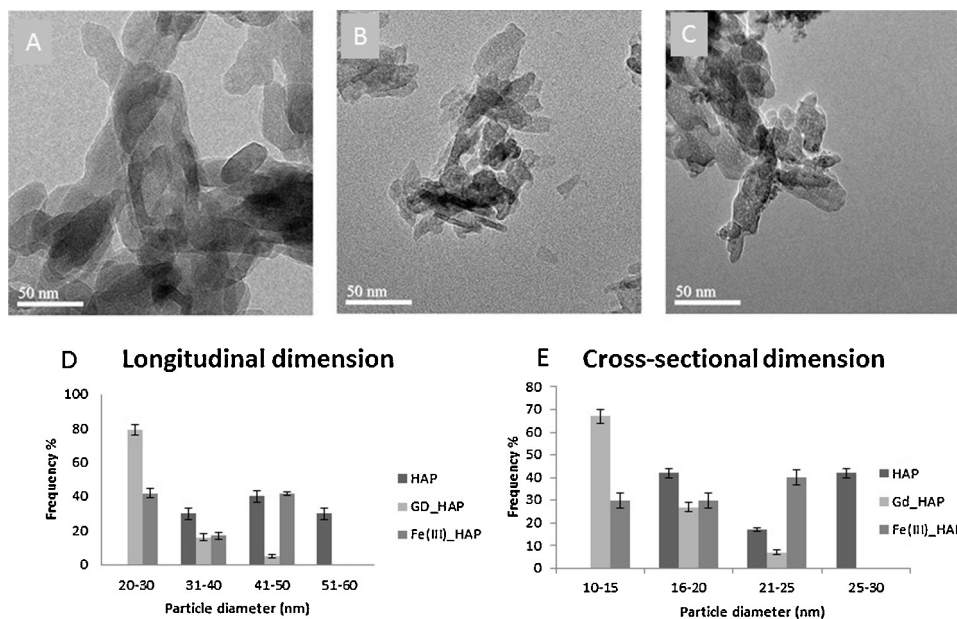 A
B
C
50 nm
50 nm
50 nm
D Longitudinal dimension
Frequency %
100
80
60
40
20
0
20-30 31-40 41-50 51-60
Particle diameter (nm)
HAP
GD_HAP
Fe(III)_HAP
E Cross-sectional dimension
Frequency %
80
70
60
50
40
30
20
10
0
10-15 16-20 21-25 25-30
Particle diameter (nm)
HAP
Gd_HAP
Fe(III)_HAP